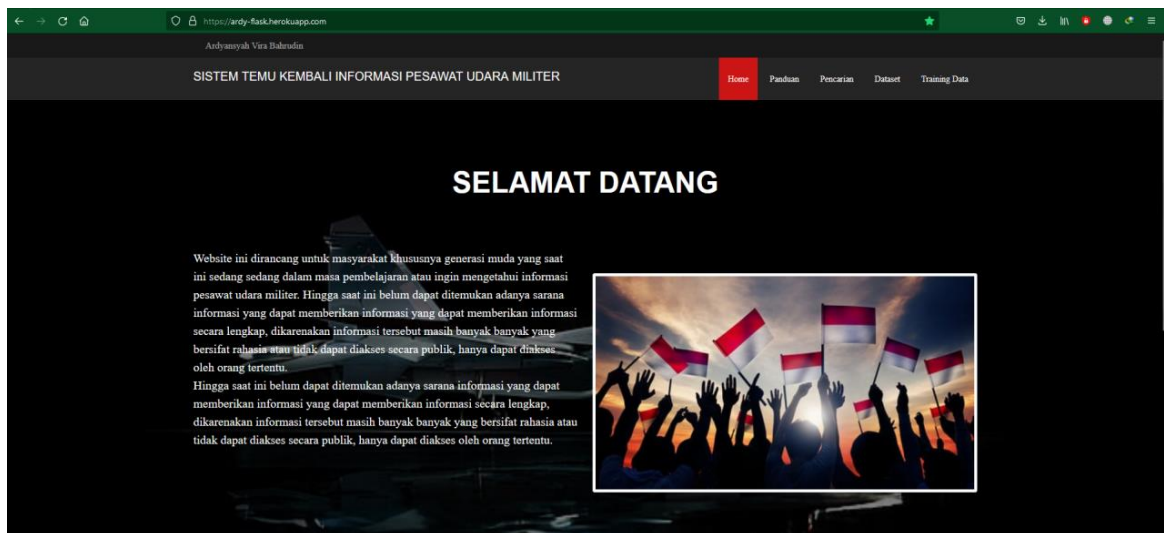 https://ardy-flask.herokuapp.com
Ardyansyah Vira Bahrudin
SISTEM TEMU KEMBALI INFORMASI PESAWAT UDARA MILITER
Home Panduan Pencarian Dataset Training Data
SELAMAT DATANG
Website ini dirancang untuk masyarakat khususnya generasi muda yang saat
ini sedang sedang dalam masa pembelajaran atau ingin mengetahui informasi
pesawat udara militer. Hingga saat ini belum dapat ditemukan adanya sarana
informasi yang dapat memberikan informasi yang dapat memberikan informasi
secara lengkap, dikarenakan informasi tersebut masih banyak banyak yang
bersifat rahasia atau tidak dapat diakses secara publik, hanya dapat diakses
oleh orang tertentu.
Hingga saat ini belum dapat ditemukan adanya sarana informasi yang dapat
memberikan informasi yang dapat memberikan informasi secara lengkap,
dikarenakan informasi tersebut masih banyak banyak yang bersifat rahasia atau
tidak dapat diakses secara publik, hanya dapat diakses oleh orang tertentu.